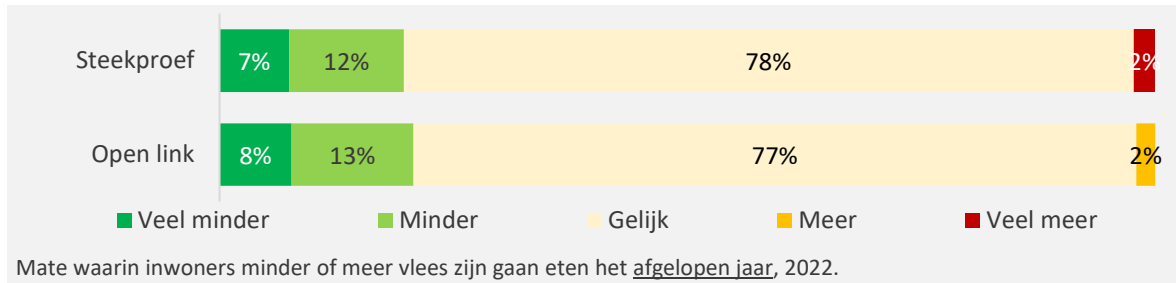 Steekproef 7% 12% 78% 2%
Open link 8% 13% 77% 2%
Veel minder Minder Gelijk Meer Veel meer
Mate waarin inwoners minder of meer vlees zijn gaan eten het afgelopen jaar, 2022.